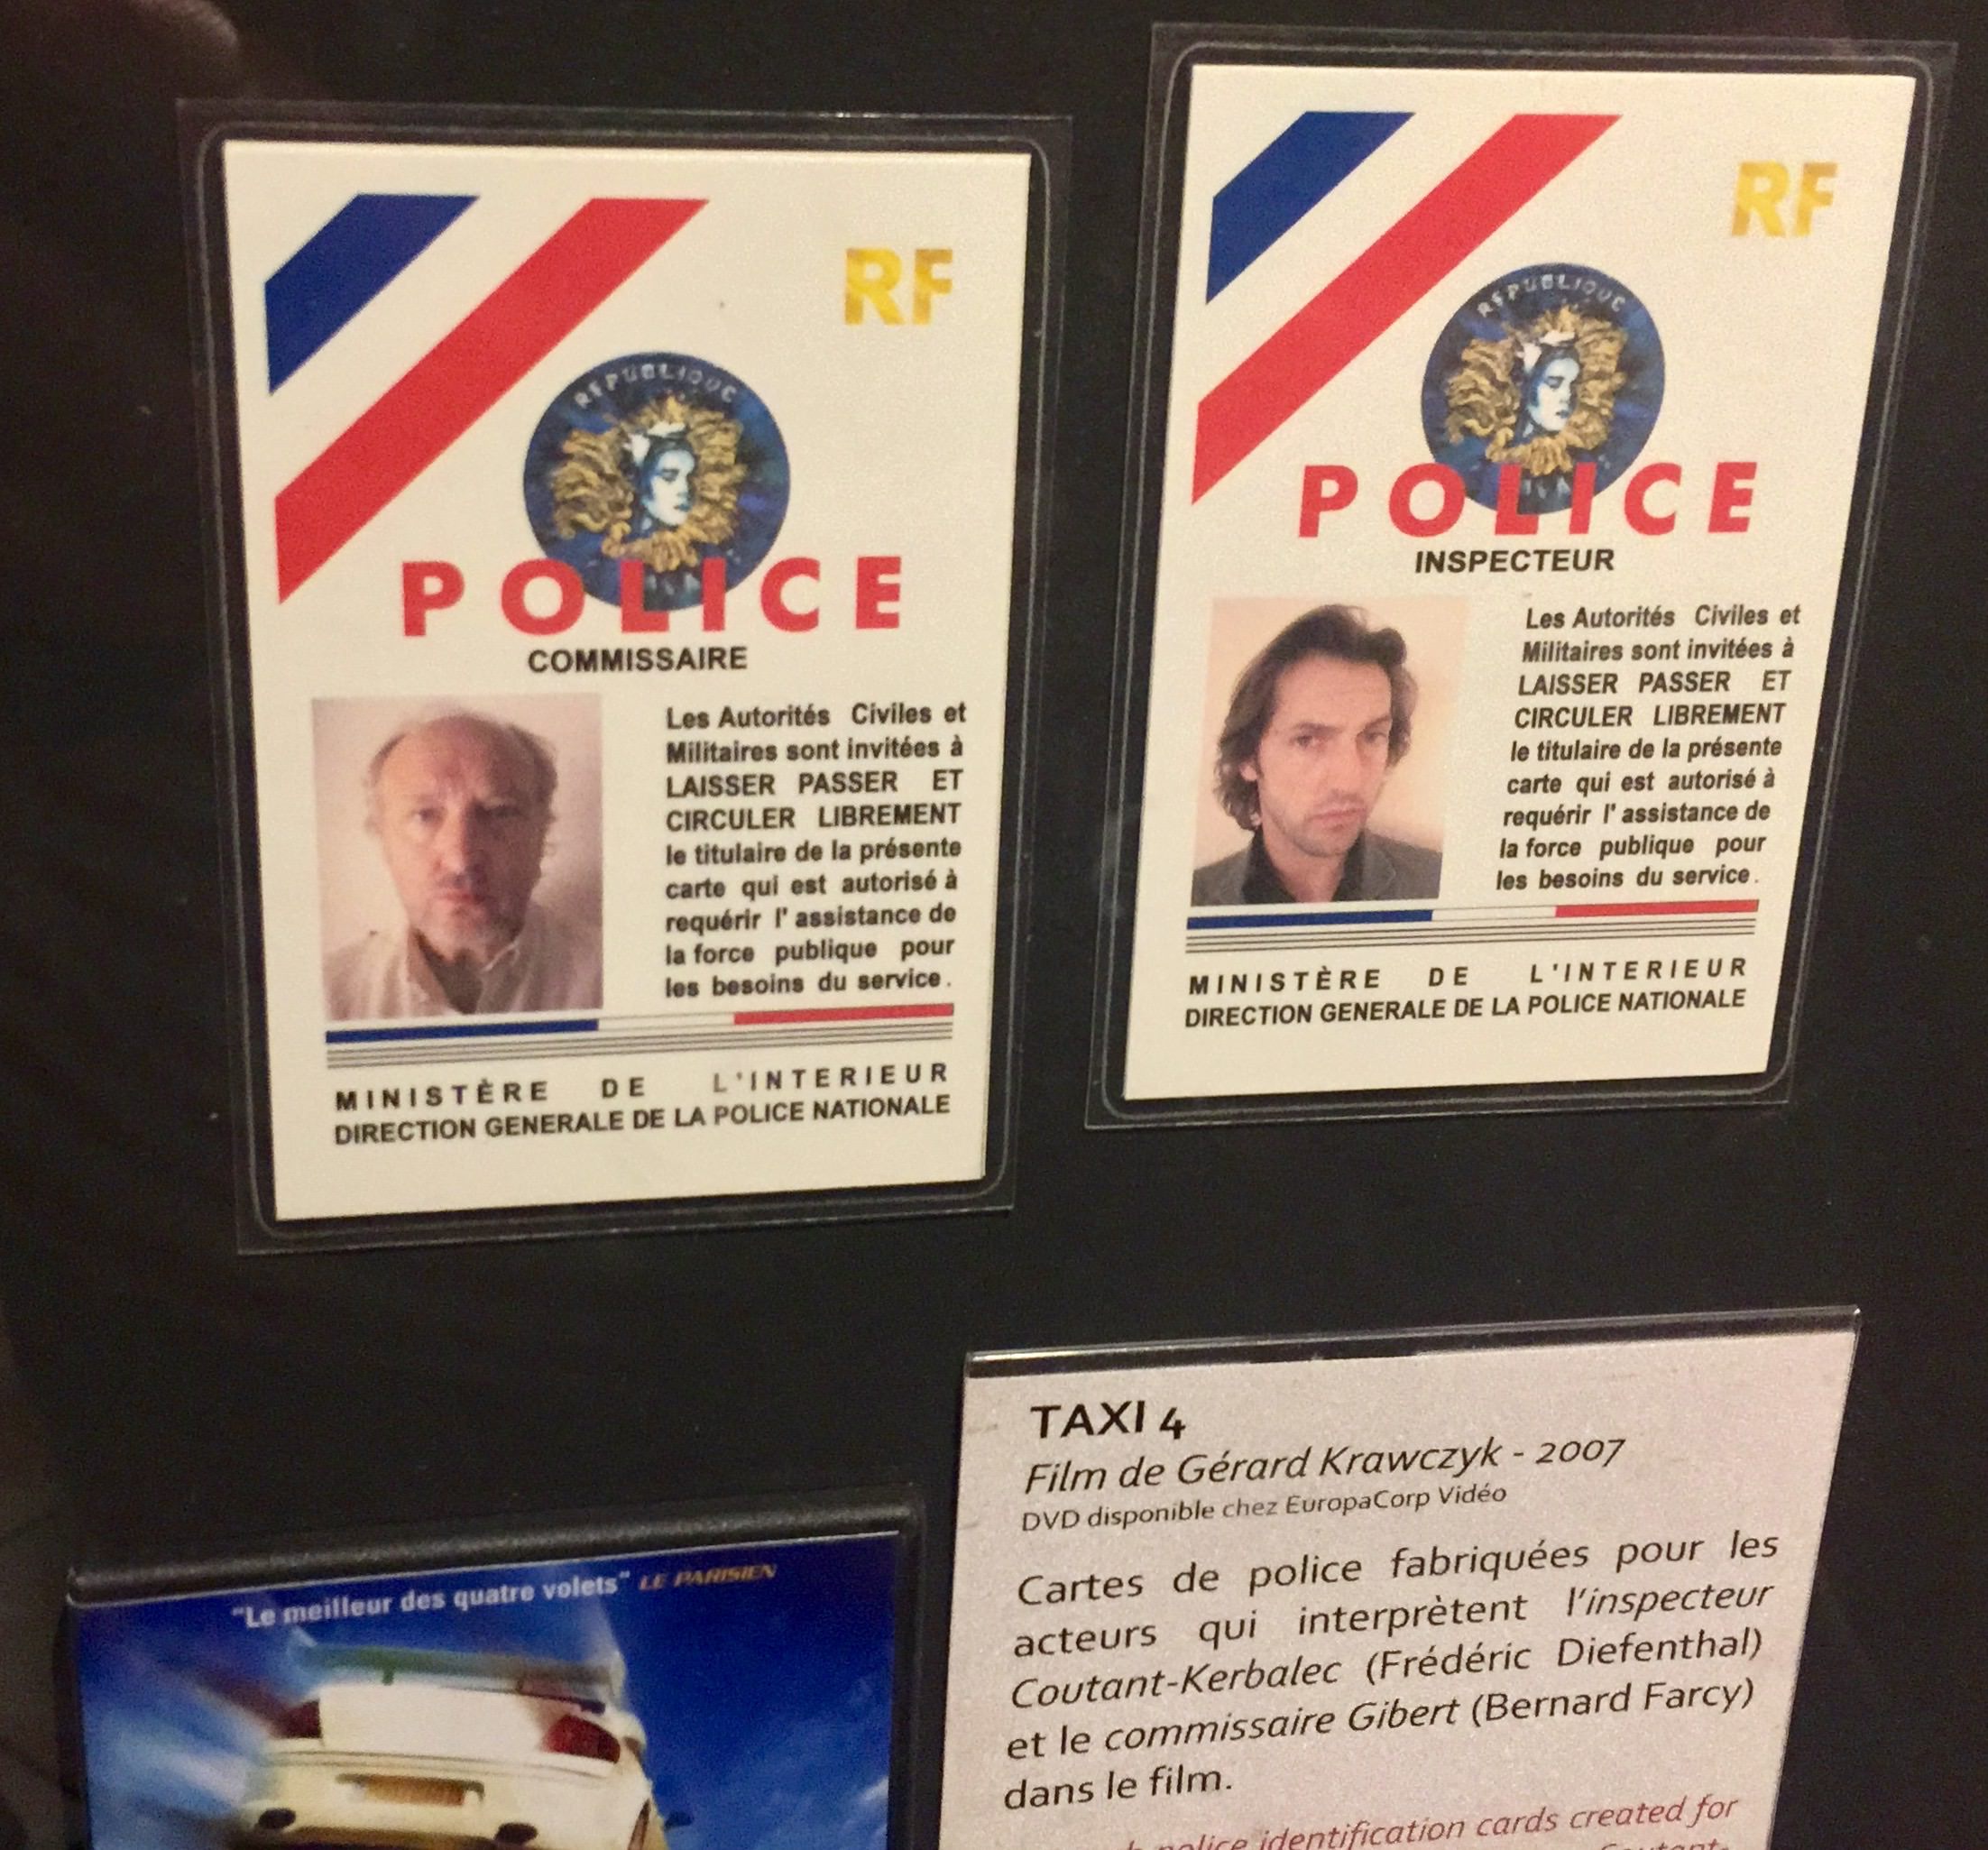 RF
REPUBLIQUE
POLICE
COMMISSAIRE
Les Autorités Civiles et
Militaires sont invitées à
LAISSER PASSER ET
CIRCULER LIBREMENT
le titulaire de la présente
carte qui est autorisé à
requérir l' assistance de
la force publique pour
les besoins du service.
MINISTÈRE DE L'INTERIEUR
DIRECTION GENERALE DE LA POLICE NATIONALE
RF
REPUBLIQUE
POLICE
INSPECTEUR
Les Autorités Civiles et
Militaires sont invitées à
LAISSER PASSER ET
CIRCULER LIBREMENT
le titulaire de la présente
carte qui est autorisé à
requérir l' assistance de
la force publique pour
les besoins du service.
MINISTÈRE DE L'INTERIEUR
DIRECTION GENERALE DE LA POLICE NATIONALE
"Le meilleur des quatre volets" LE PARISIEN
TAXI 4
Film de Gérard Krawczyk - 2007
DVD disponible chez EuropaCorp Vidéo
Cartes de police fabriquées pour les
acteurs qui interprètent l'inspecteur
Coutant-Kerbalec (Frédéric Diefenthal)
et le commissaire Gibert (Bernard Farcy)
dans le film.
police identification cards created for